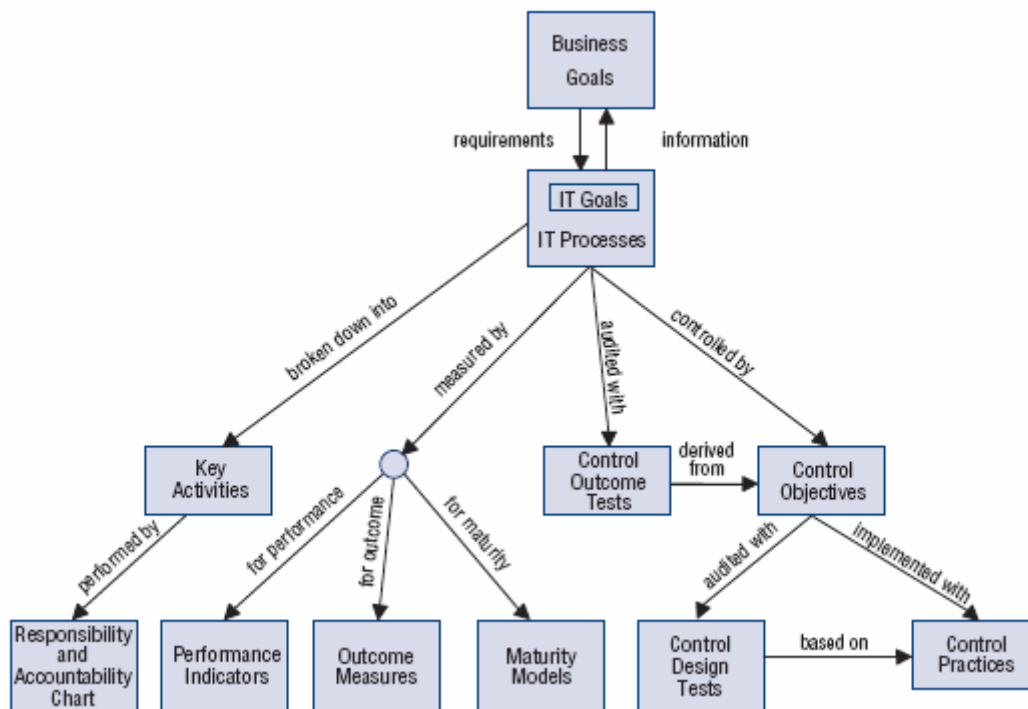 Business
Goals
requirements
information
IT Goals
IT Processes
broken down into
measured by
audited with
controlled by
Key
Activities
Control
Outcome
Tests
derived
from
Control
Objectives
performed by
for performance
for outcome
for maturity
audited with
implemented with
Responsibility
and
Accountability
Chart
Performance
Indicators
Outcome
Measures
Maturity
Models
Control
Design
Tests
based on
Control
Practices